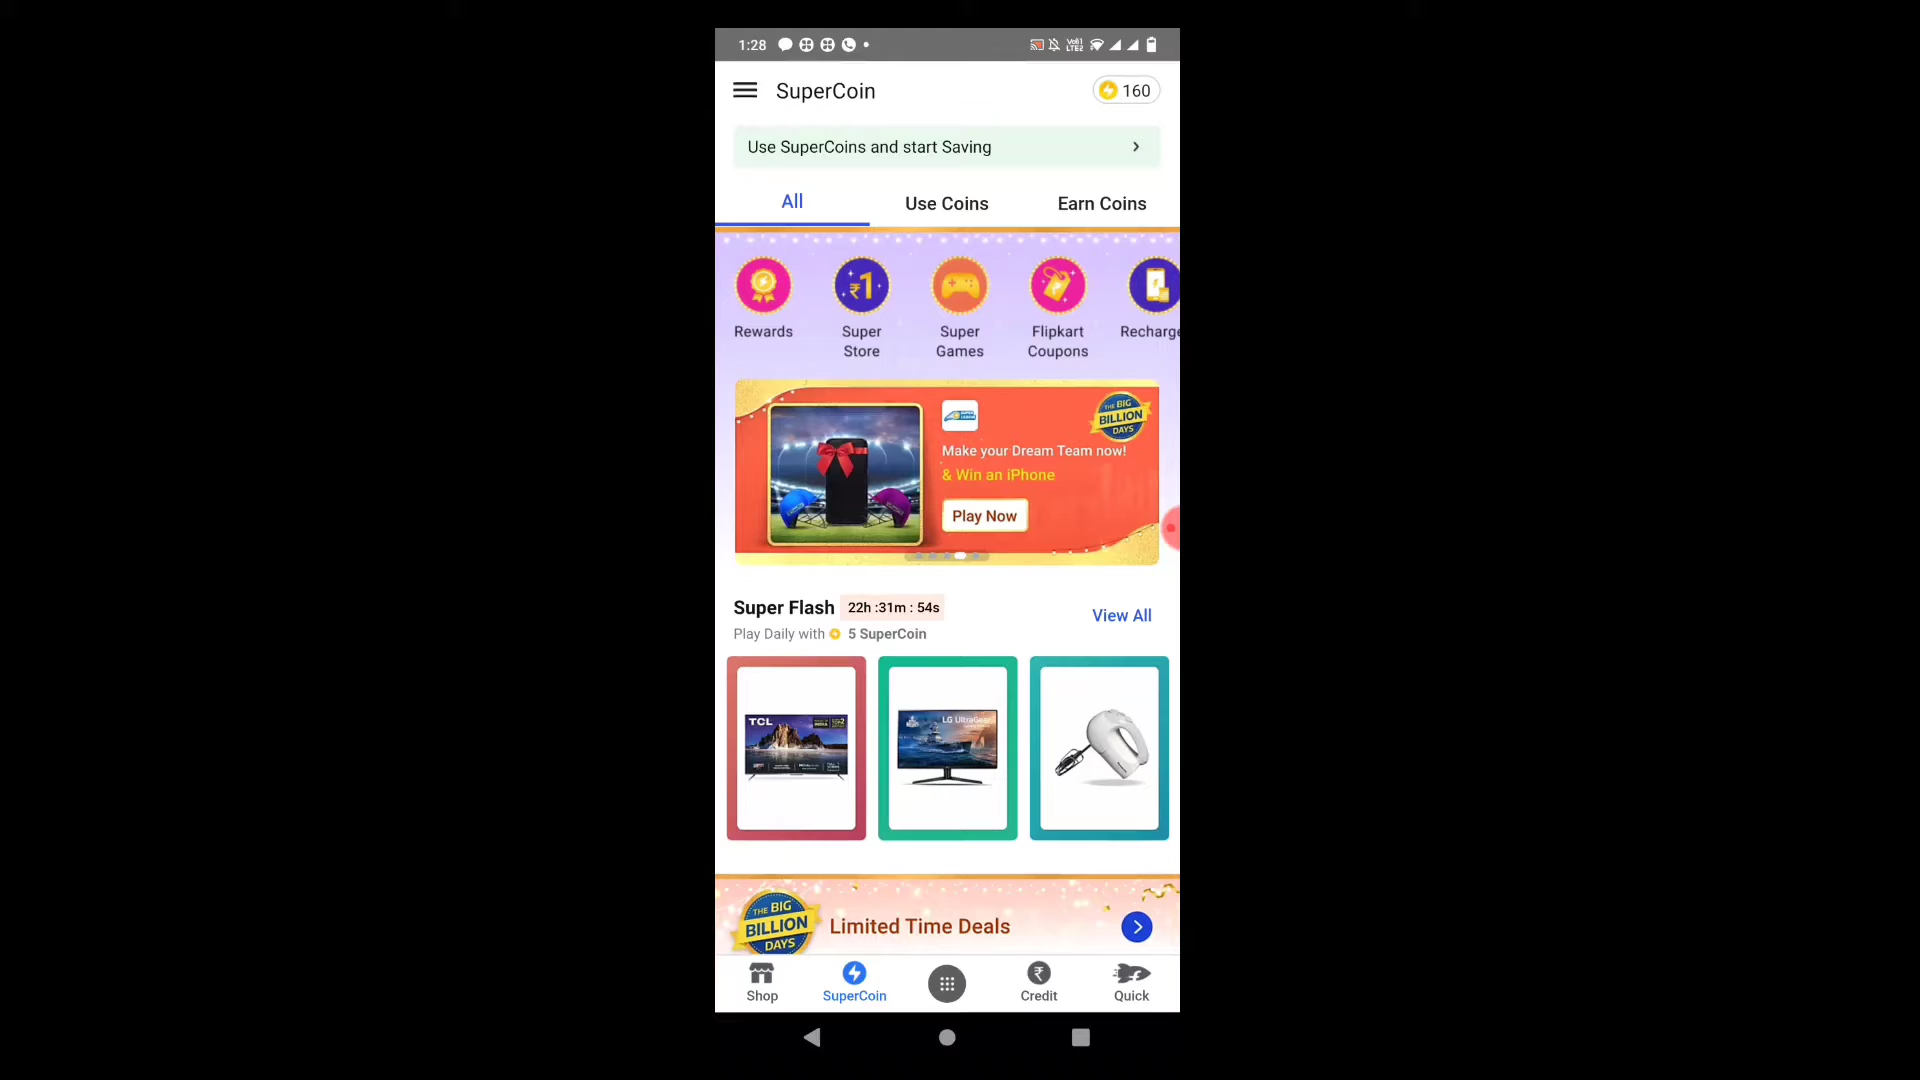 1:28
VoI1
LTE2
SuperCoin
160
Use SuperCoins and start Saving
All
Use Coins
Earn Coins
₹1
Rewards
Super
Store
Super
Games
Flipkart
Coupons
Recharge
THE BIG
BILLION
DAYS
Make your Dream Team now!
& Win an iPhone
Play Now
Super Flash
22h :31m : 54s
View All
Play Daily with 5 SuperCoin
TCL
LG UltraGear
THE BIG
BILLION
DAYS
Limited Time Deals
Shop
SuperCoin
Credit
Quick